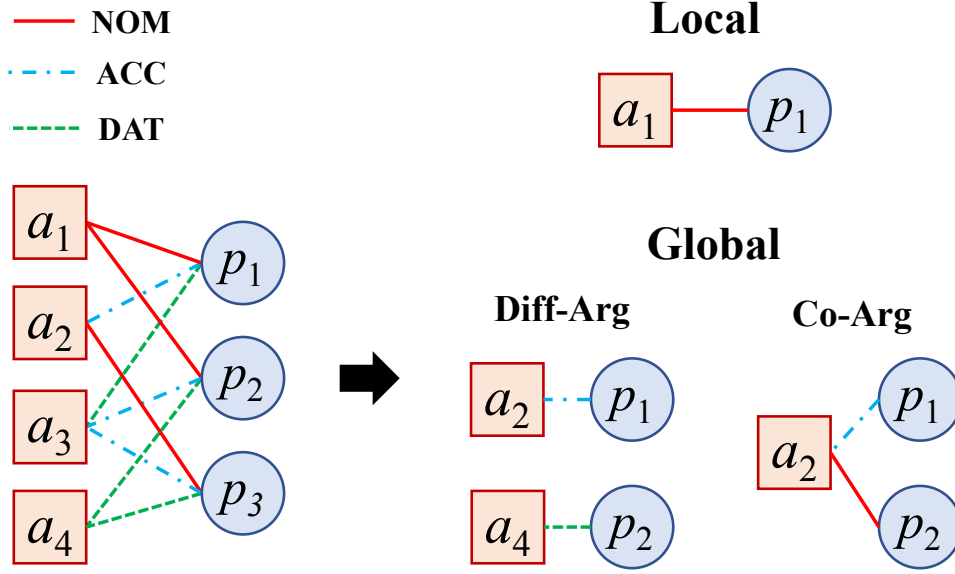 NOM
ACC
DAT
a1
a2
a3
a4
p1
p2
p3
Local
a1 p1
Global
Diff-Arg
a2 p1
a4 p2
Co-Arg
a2
p1
p2